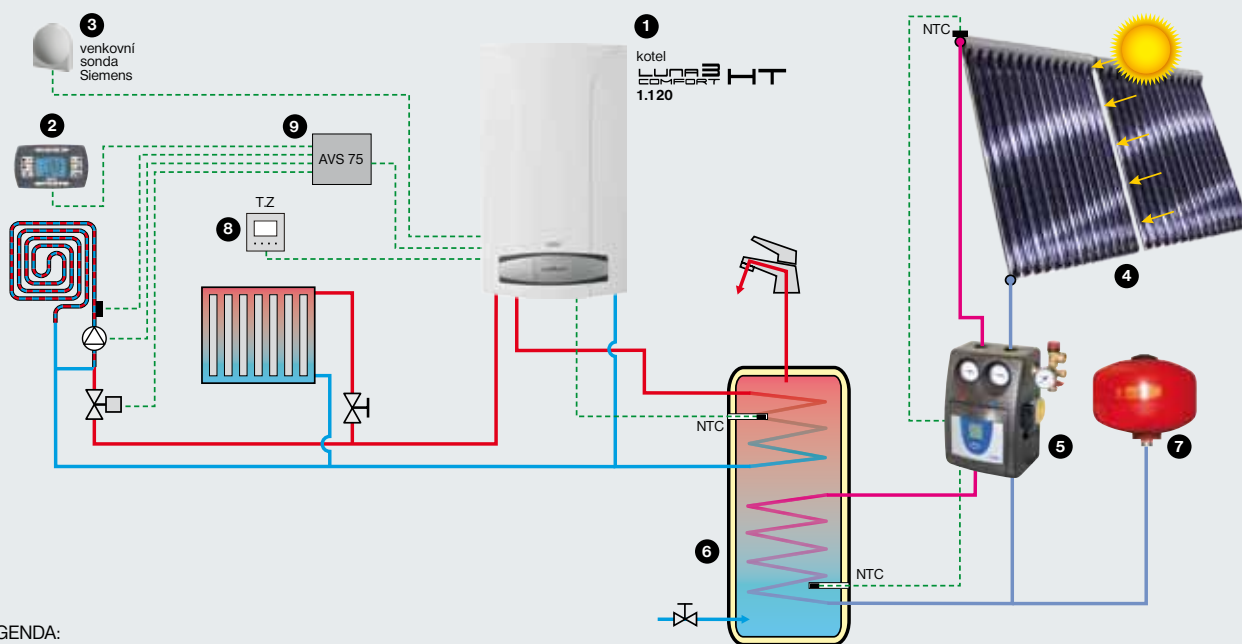 3
venkovní
sonda
Siemens
1
kotel
LUNA 3
COMFORT HT
1.120
NTC
2
9
AVS 75
T.Z
8
4
NTC
5
7
6
NTC
GENDA: